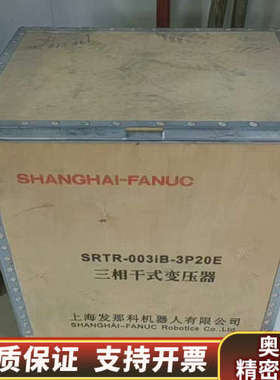 SHANGHAI-FANUC
SRTR-003iB-3P20E
三相干式变压器
上海发那科机器人有限公司
SHANGHAI-FANUC Robotics Co.,Ltd.
质保证 支持开票
奥
精密